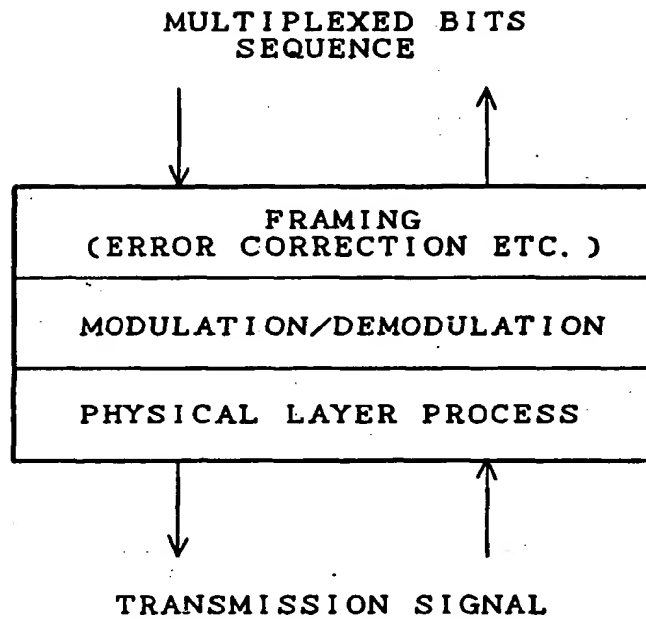 MULTIPLEXED BITS
SEQUENCE
FRAMING
(ERROR CORRECTION ETC.)
MODULATION/DEMODULATION
PHYSICAL LAYER PROCESS
TRANSMISSION SIGNAL